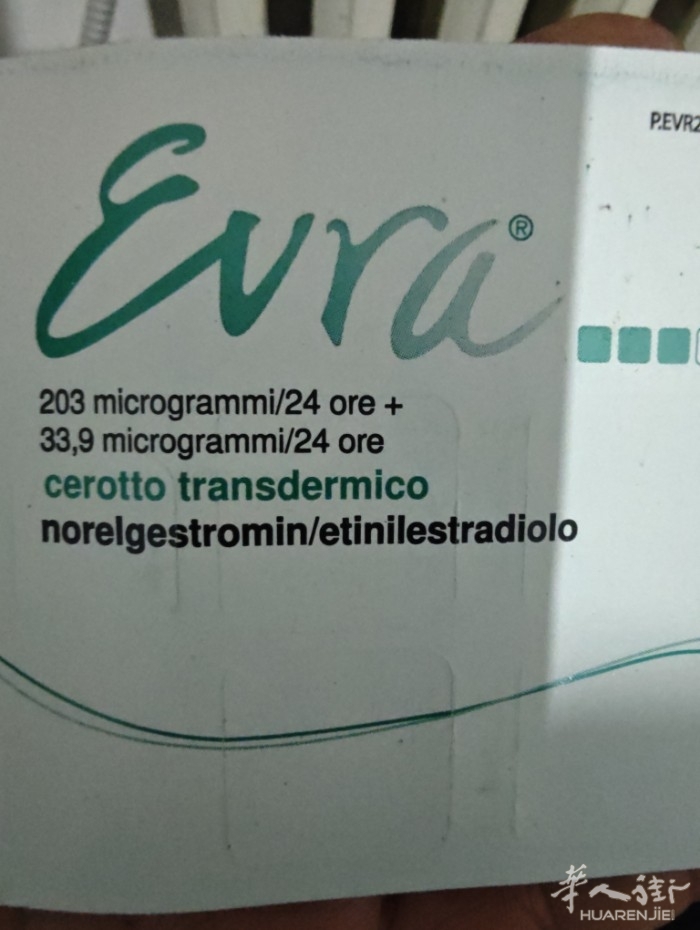 P.EVR2
Evra®
203 microgrammi/24 ore +
33,9 microgrammi/24 ore
cerotto transdermico
norelgestromin/etinilestradiolo
华人街
HUARENJIE